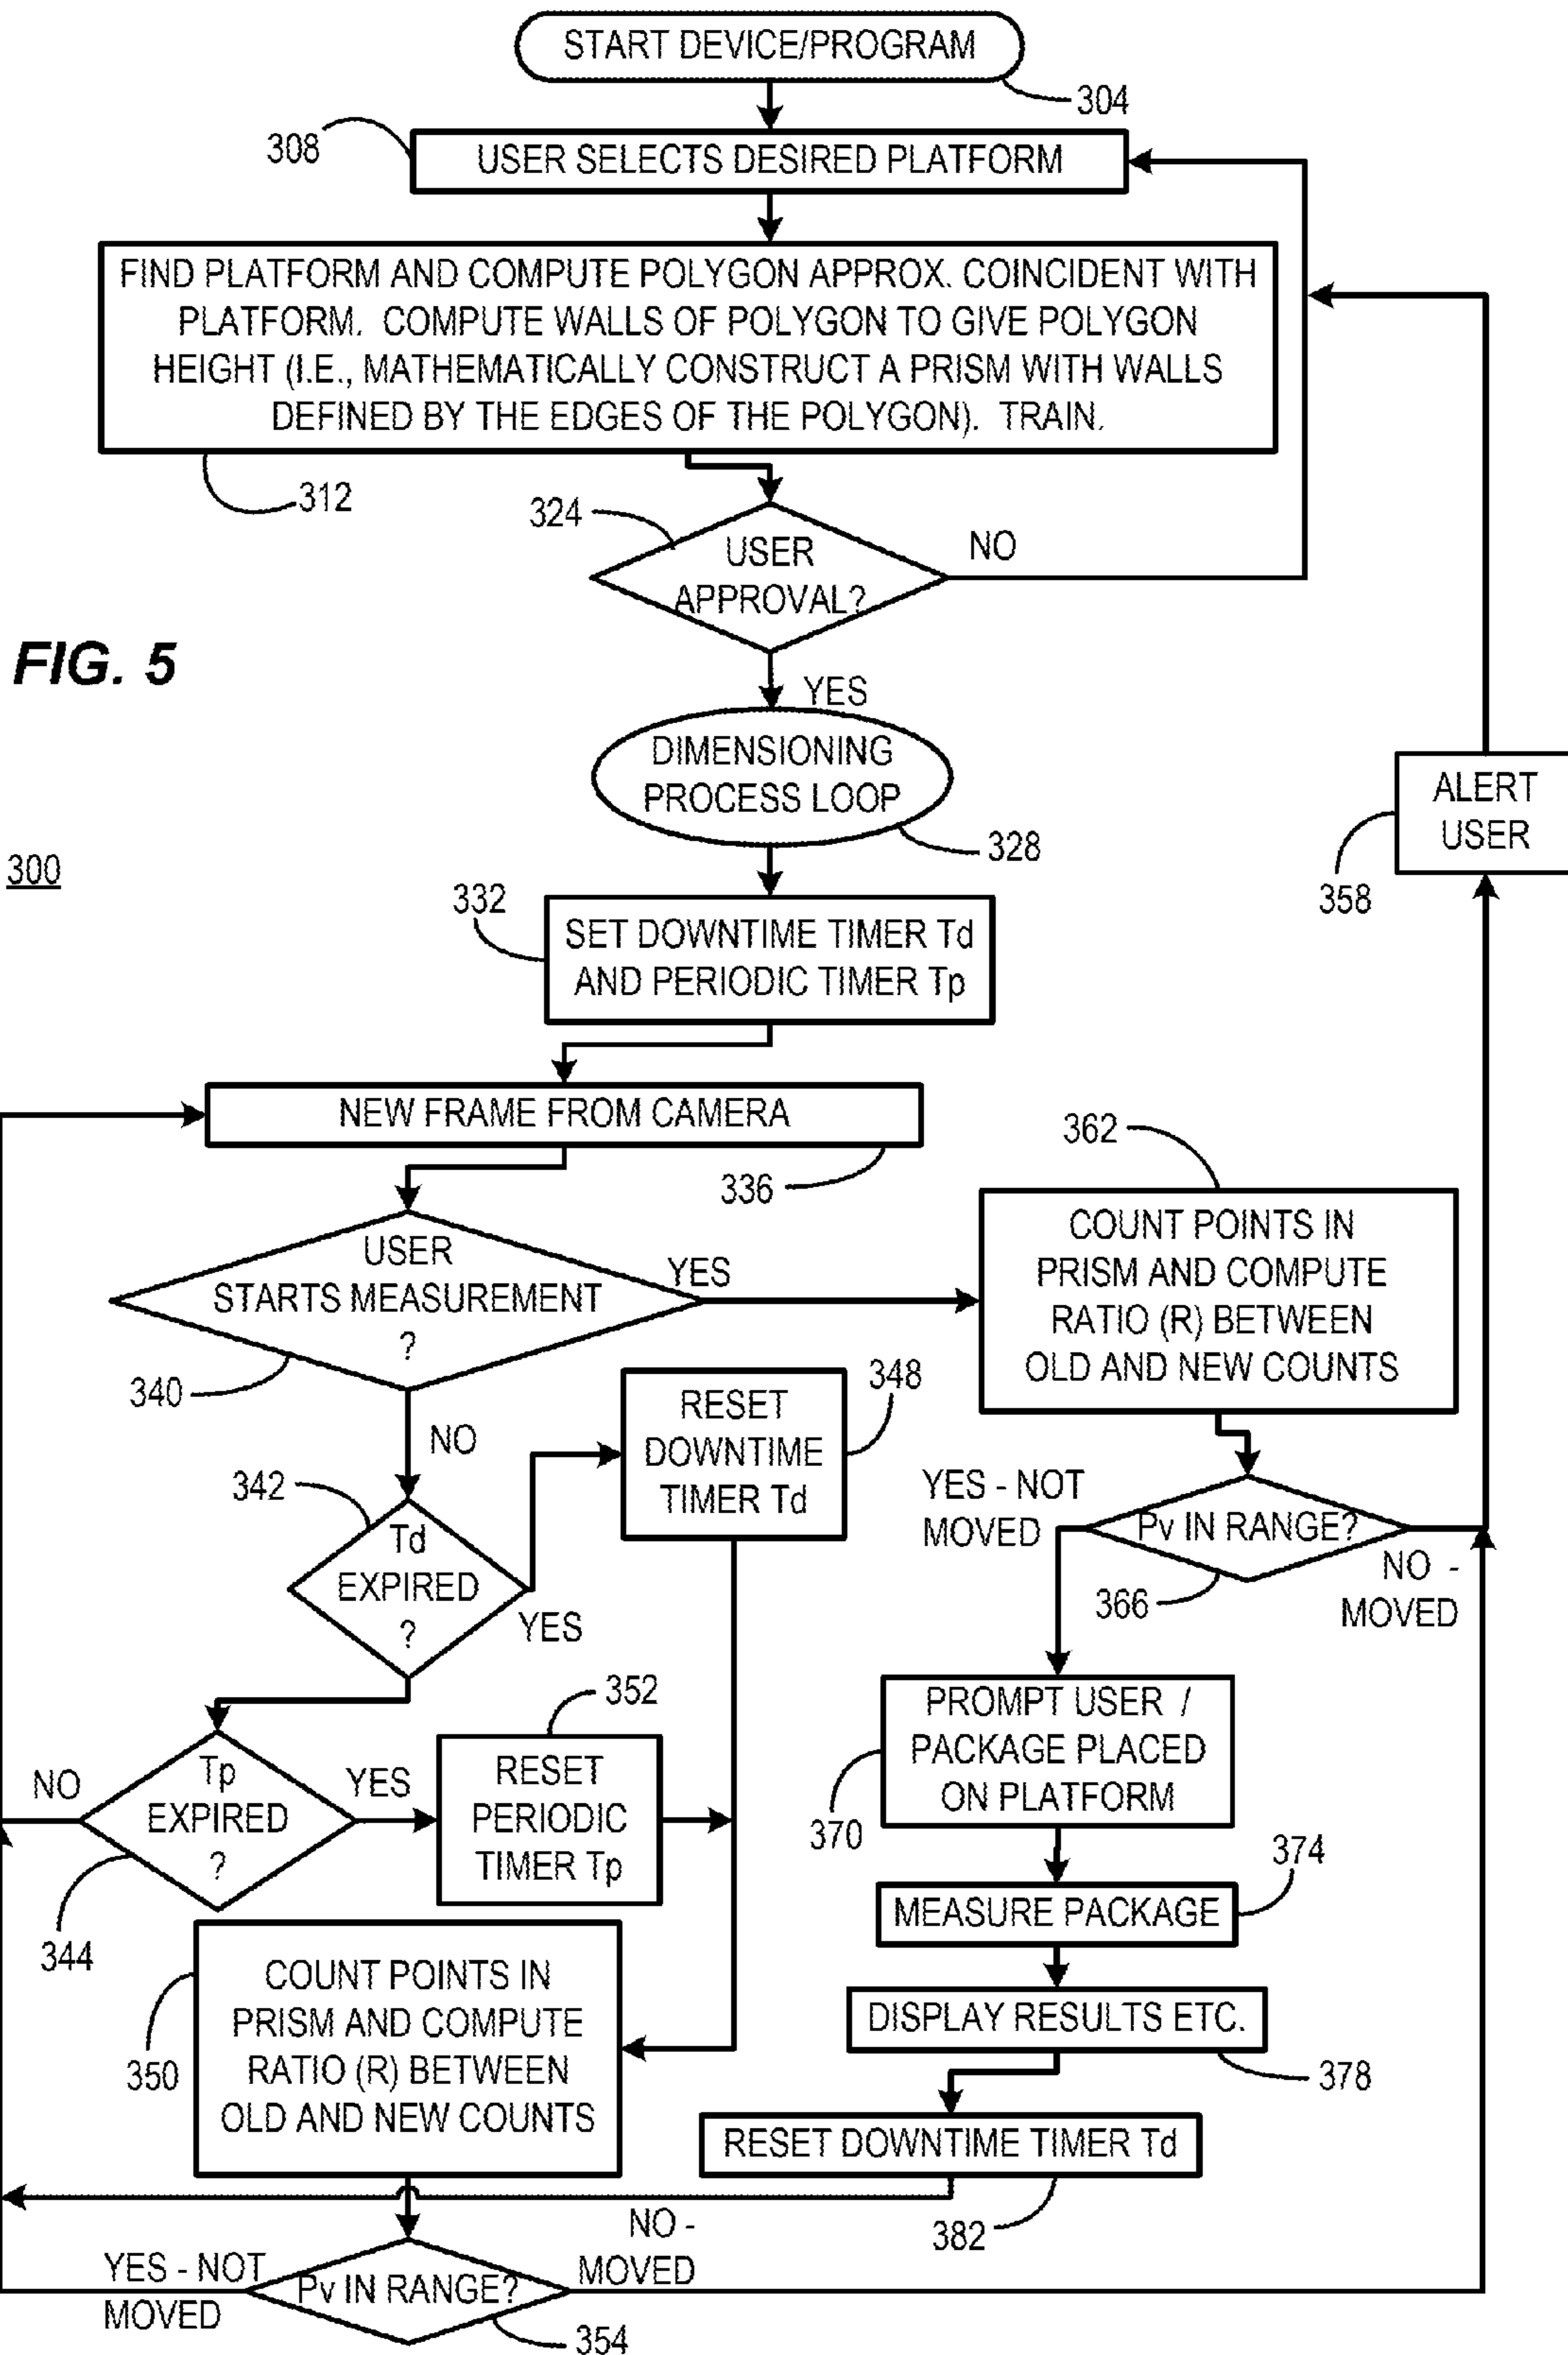 START DEVICE/PROGRAM
304
308
USER SELECTS DESIRED PLATFORM
FIND PLATFORM AND COMPUTE POLYGON APPROX. COINCIDENT WITH
PLATFORM. COMPUTE WALLS OF POLYGON TO GIVE POLYGON
HEIGHT (I.E., MATHEMATICALLY CONSTRUCT A PRISM WITH WALLS
DEFINED BY THE EDGES OF THE POLYGON). TRAIN.
312
324
USER
APPROVAL?
NO
FIG. 5
YES
DIMENSIONING
PROCESS LOOP
328
ALERT
USER
358
300
332
SET DOWNTIME TIMER Td
AND PERIODIC TIMER Tp
NEW FRAME FROM CAMERA
336
362
USER
STARTS MEASUREMENT
?
YES
340
COUNT POINTS IN
PRISM AND COMPUTE
RATIO (R) BETWEEN
OLD AND NEW COUNTS
NO
348
RESET
DOWNTIME
TIMER Td
342
Td
EXPIRED
?
YES
YES - NOT
MOVED
Pv IN RANGE?
366
NO -
MOVED
352
NO
Tp
EXPIRED
?
YES
344
RESET
PERIODIC
TIMER Tp
PROMPT USER /
PACKAGE PLACED
ON PLATFORM
370
374
MEASURE PACKAGE
350
COUNT POINTS IN
PRISM AND COMPUTE
RATIO (R) BETWEEN
OLD AND NEW COUNTS
DISPLAY RESULTS ETC.
378
RESET DOWNTIME TIMER Td
382
YES - NOT
MOVED
Pv IN RANGE?
NO -
MOVED
354